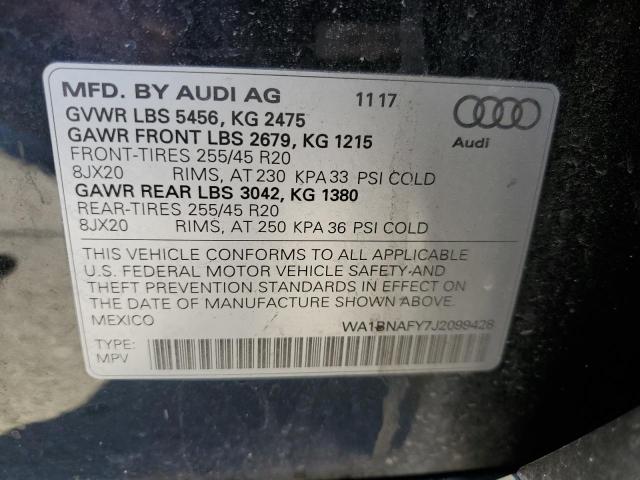 MFD. BY AUDI AG 11 17
GVWR LBS 5456, KG 2475
GAWR FRONT LBS 2679, KG 1215
FRONT-TIRES 255/45 R20
8JX20 RIMS, AT 230 KPA 33 PSI COLD
GAWR REAR LBS 3042, KG 1380
REAR-TIRES 255/45 R20
8JX20 RIMS, AT 250 KPA 36 PSI COLD
Audi
THIS VEHICLE CONFORMS TO ALL APPLICABLE
U.S. FEDERAL MOTOR VEHICLE SAFETY-AND
THEFT PREVENTION STANDARDS IN EFFECT ON
THE DATE OF MANUFACTURE SHOWN ABOVE.
MEXICO
WA1BNAFY7J2099428
TYPE:
MPV